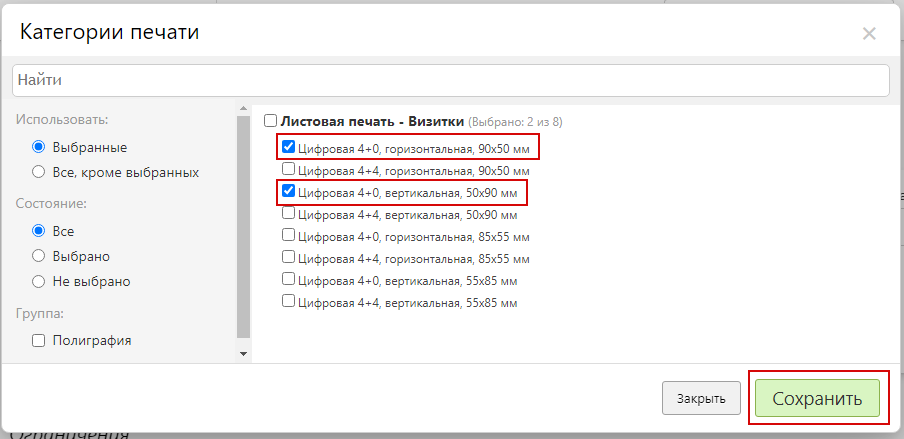 Категории печати
×
Найти
Использовать:
Выбранные
Все, кроме выбранных
Состояние:
Все
Выбрано
Не выбрано
Группа:
Полиграфия
Листовая печать - Визитки (Выбрано: 2 из 8)
Цифровая 4+0, горизонтальная, 90x50 мм
Цифровая 4+4, горизонтальная, 90x50 мм
Цифровая 4+0, вертикальная, 50x90 мм
Цифровая 4+4, вертикальная, 50x90 мм
Цифровая 4+0, горизонтальная, 85x55 мм
Цифровая 4+4, горизонтальная, 85x55 мм
Цифровая 4+0, вертикальная, 55x85 мм
Цифровая 4+4, вертикальная, 55x85 мм
Закрыть
Сохранить
Ограничения